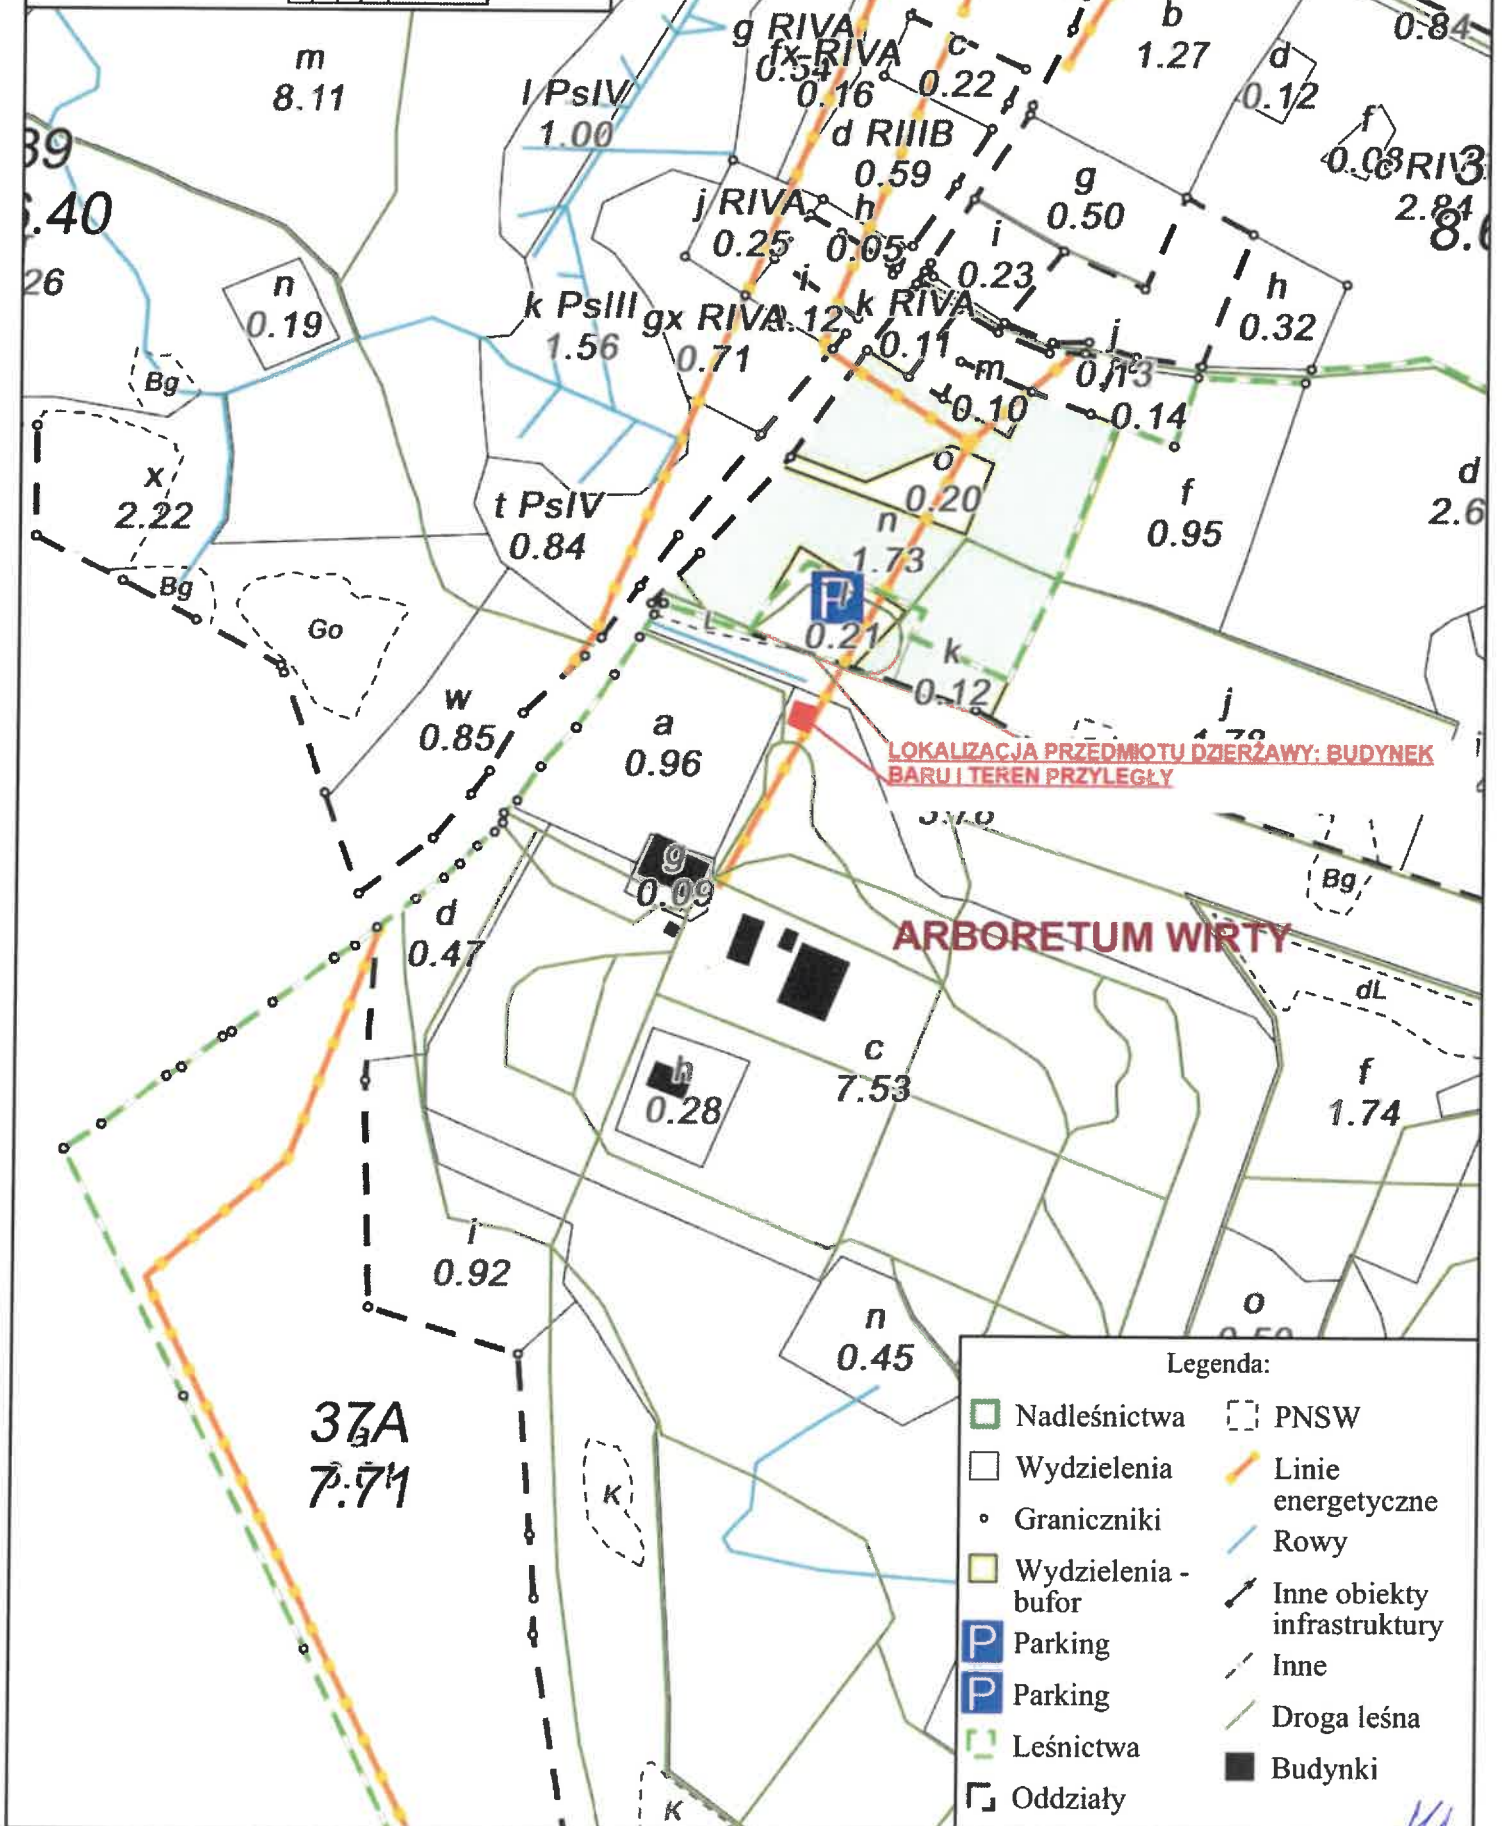 m
8.11
g RIVA
0.54
fx RIVA
0.16
c
0.22
b
1.27
d
0.12
0.84
l PsIV
1.00
d RIIIB
0.59
f
0.08
2.84
39
.40
26
j RIVA
0.25
h
0.05
g
0.50
i
0.23
h
0.32
n
0.19
k PsIII
1.56
gx RIVA
0.71
i
k RIVA
0.11
j
0.13
m
0.10
0.14
Bg
x
2.22
t PsIV
0.84
o
0.20
n
1.73
f
0.95
d
2.6
Bg
Go
L
P
0.21
k
0.12
w
0.85
a
0.96
j
LOKALIZACJA PRZEDMIOTU DZIERŻAWY: BUDYNEK
BARU I TEREN PRZYLEGŁY
g
0.09
Bg
d
0.47
ARBORETUM WIRTY
dL
c
7.53
h
0.28
f
1.74
i
0.92
n
0.45
o
37A
7.71
K
K
Legenda:
Nadleśnictwa
Wydzielenia
Graniczniki
Wydzielenia -
bufor
P Parking
P Parking
Leśnictwa
Oddziały
PNSW
Linie
energetyczne
Rowy
Inne obiekty
infrastruktury
Inne
Droga leśna
Budynki